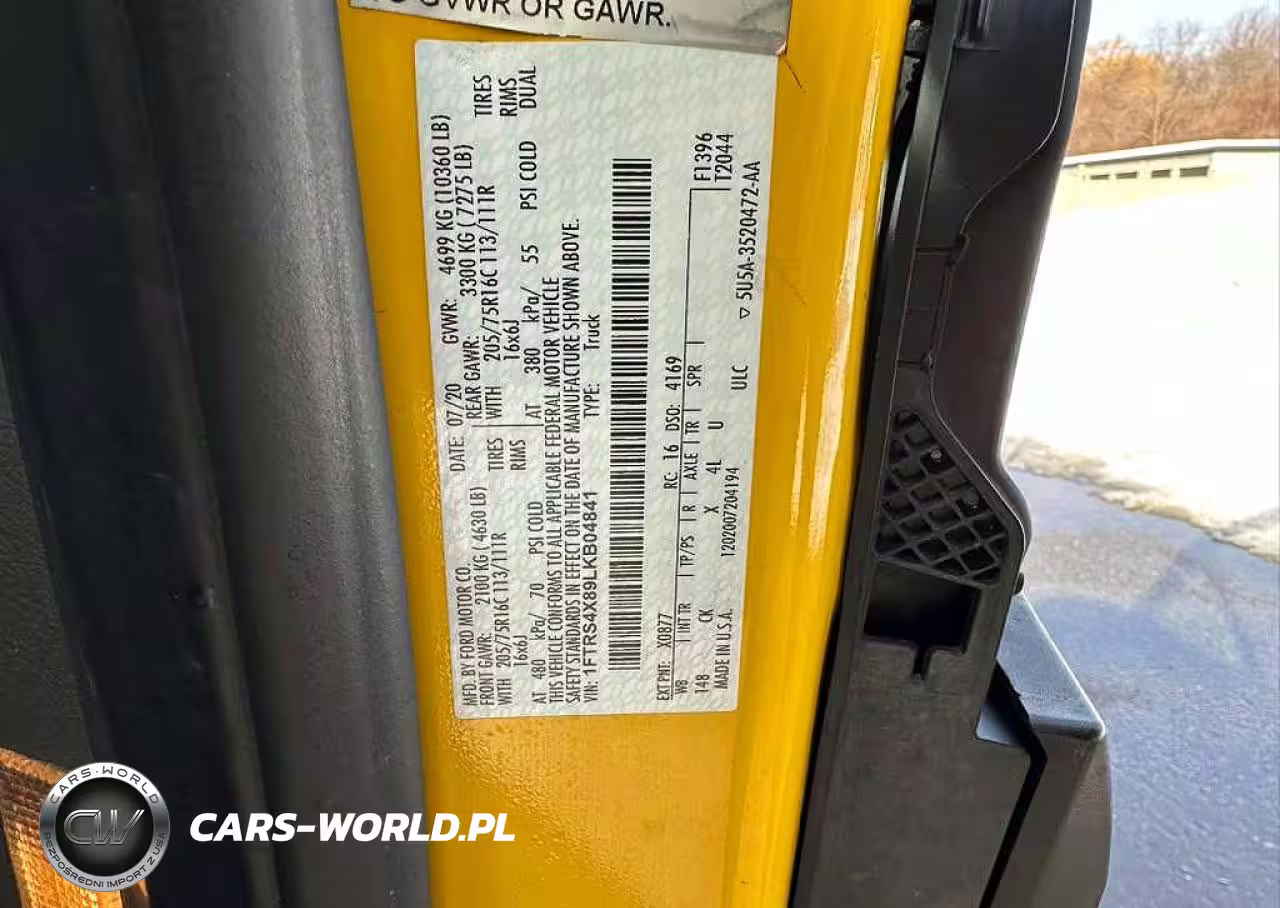 GVWR OR GAWR.
MFD. BY FORD MOTOR CO.
DATE: 07/20
GVWR: 4699 KG (10360 LB)
FRONT GAWR: 2100 KG (4630 LB)
REAR GAWR: 3300 KG (7275 LB)
WITH 205/75R16C 113/111R TIRES
WITH 205/75R16C 113/111R TIRES
16x6J RIMS
16x6J RIMS
AT 480 kPa/ 70 PSI COLD
AT 380 kPa/ 55 PSI COLD DUAL
THIS VEHICLE CONFORMS TO ALL APPLICABLE FEDERAL MOTOR VEHICLE
SAFETY STANDARDS IN EFFECT ON THE DATE OF MANUFACTURE SHOWN ABOVE.
VIN: 1FTRS4X89LKB04841
TYPE: Truck
F1396
T2044
EXT PNT: X0877 RC: 16 DSO: 4169
WB INT TR TP/PS R AXLE TR SPR
148 CK X 4L U
MADE IN U.S.A. 1202007204194 ULC
▽ 5U5A-3520472-AA
CARS-WORLD
CW
BEZPOŚREDNI IMPORT Z USA
CARS-WORLD.PL